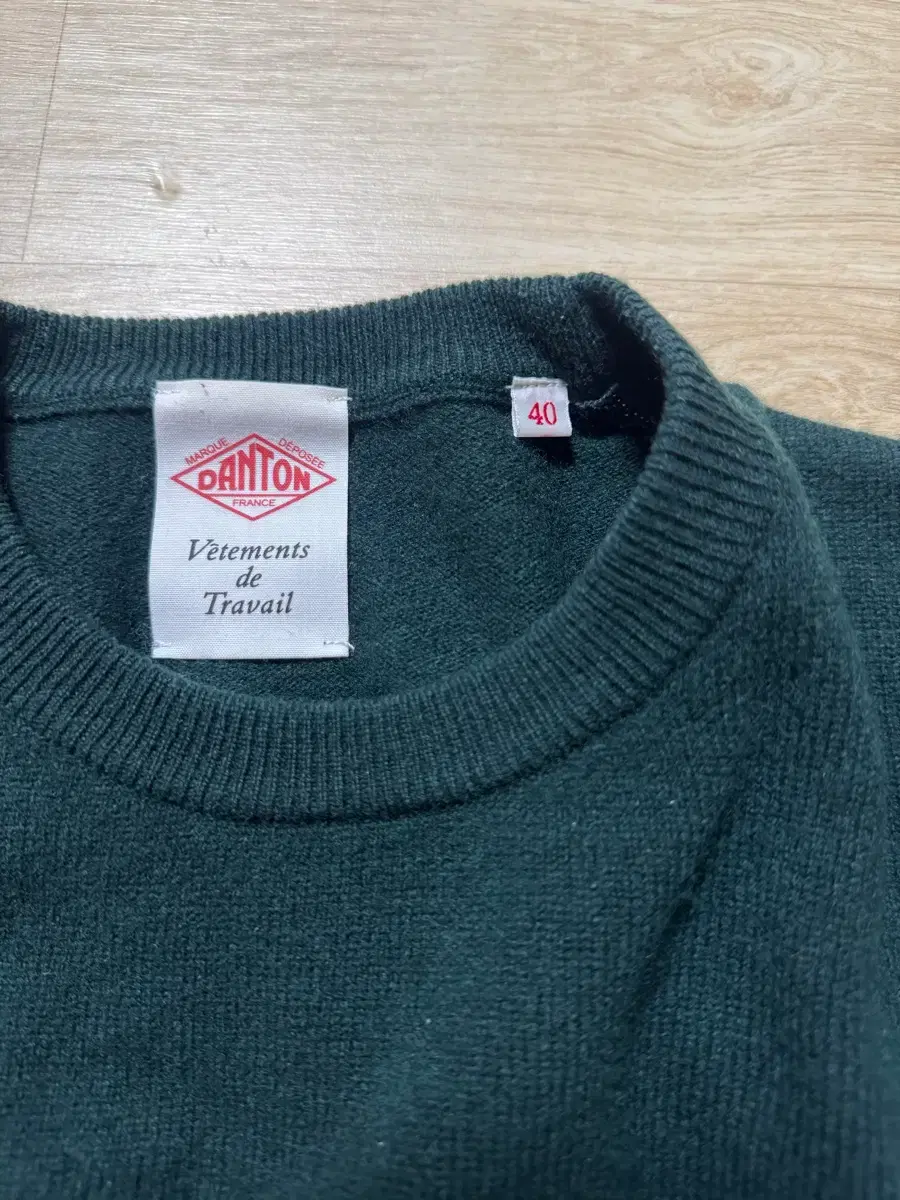 MARQUE DÉPOSÉE
DANTON
FRANCE
Vêtements
de
Travail
40